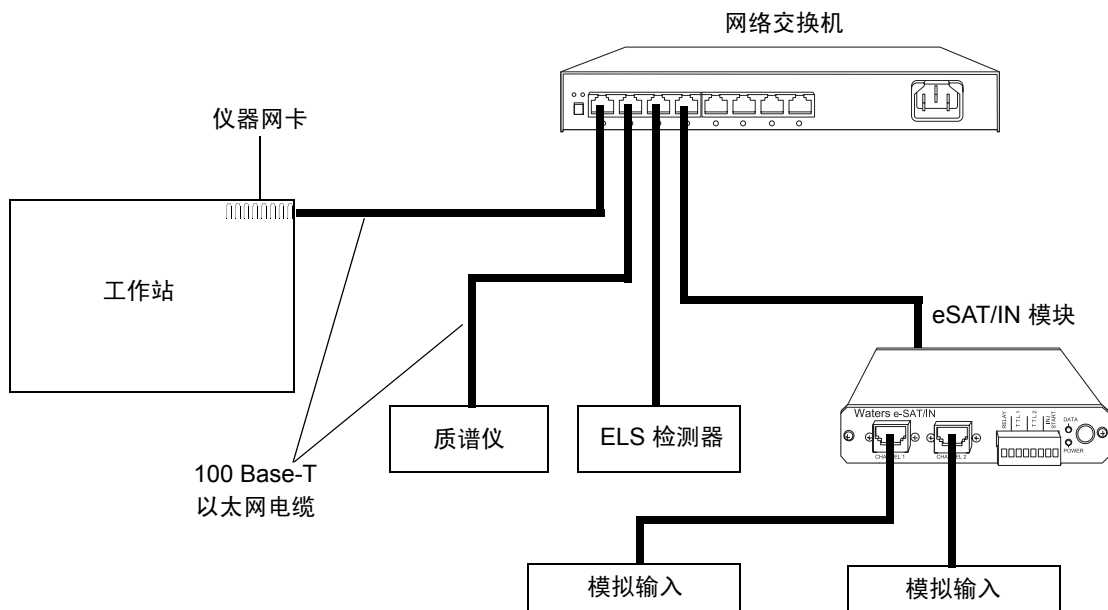 网络交换机
仪器网卡
工作站
eSAT/IN 模块
Waters e-SAT/IN
RELAY
TTL 1
TTL 2
INJ
START
DATA
POWER
CHANNEL 1
CHANNEL 2
质谱仪
ELS 检测器
100 Base-T
以太网电缆
模拟输入
模拟输入